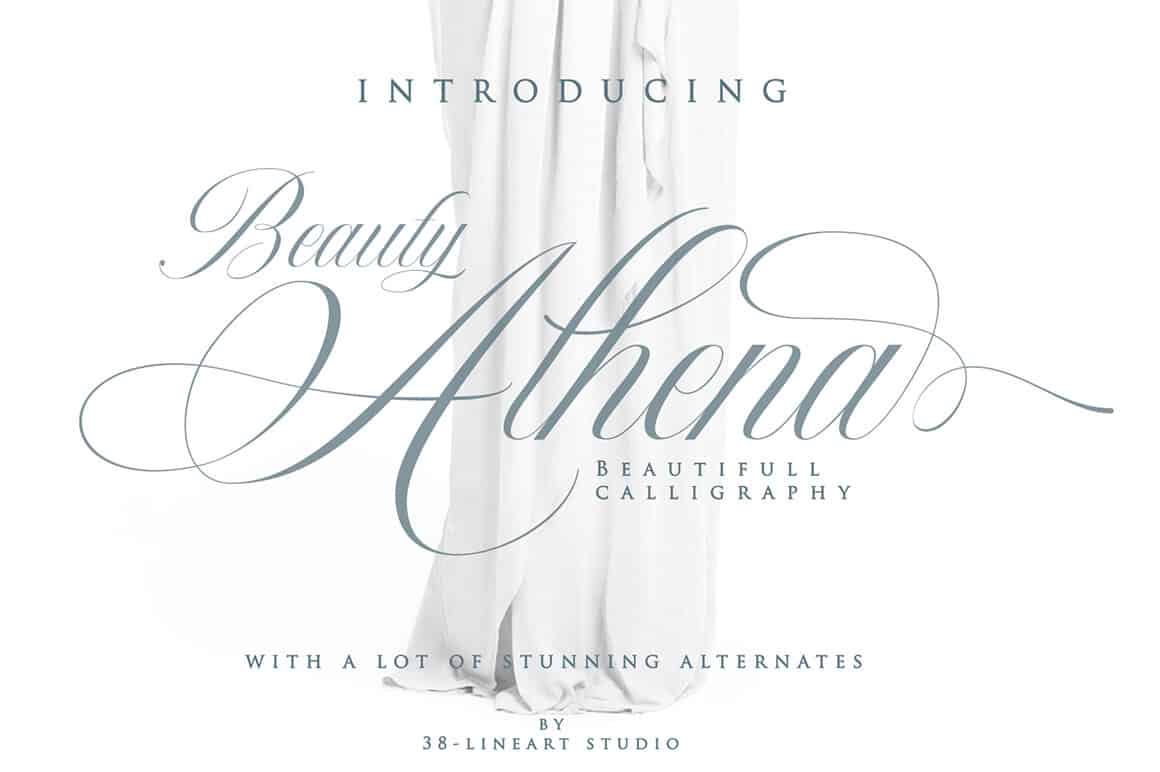 INTRODUCING
Beauty
Athena
BEAUTIFULL
CALLIGRAPHY
WITH A LOT OF STUNNING ALTERNATES
BY
38-LINEART STUDIO